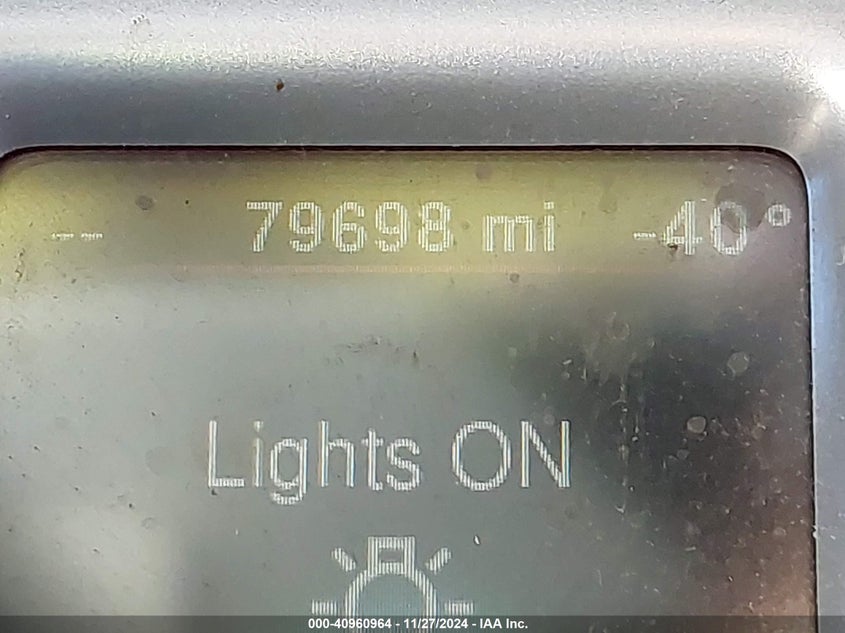 -- 79698 mi -40°
Lights ON
000-40960964 - 11/27/2024 - IAA Inc.